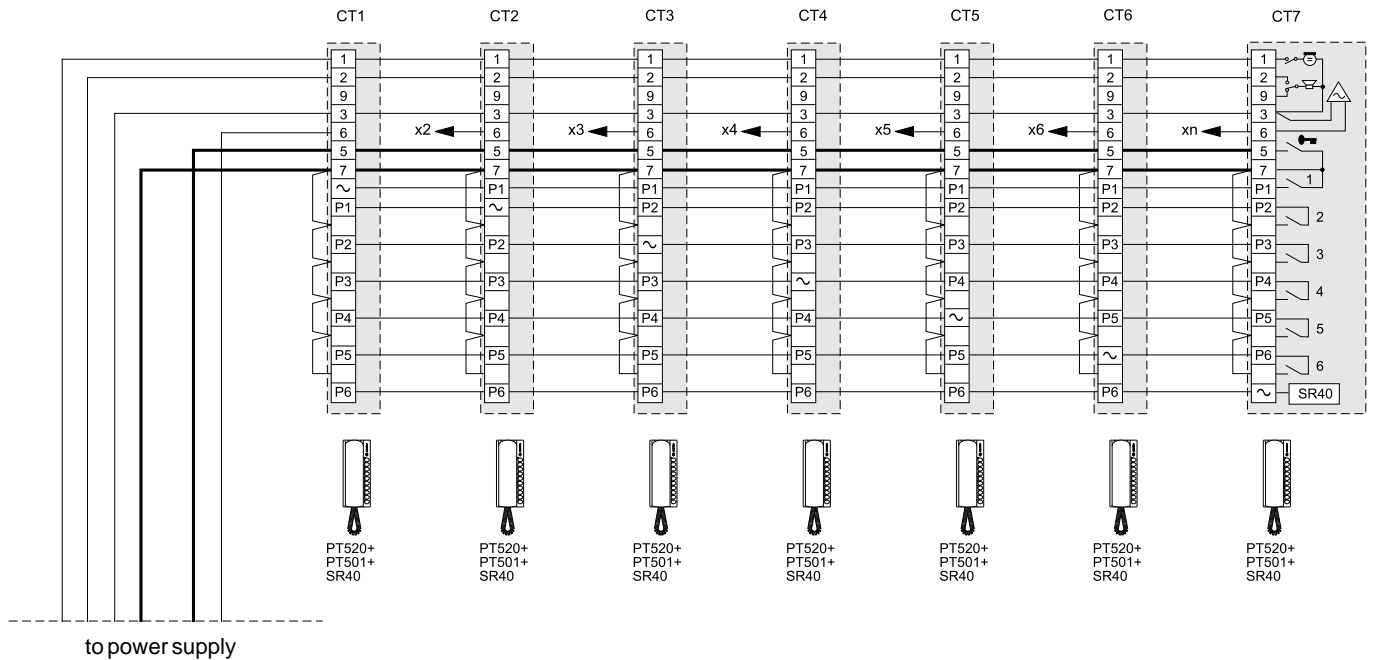 CT1 CT2 CT3 CT4 CT5 CT6 CT7
1 1 1 1 1 1 1
2 2 2 2 2 2 2
9 9 9 9 9 9 9
3 3 3 3 3 3 3 ~
6 x2 6 x3 6 x4 6 x5 6 x6 6 xn 6
5 5 5 5 5 5 5
7 7 7 7 7 7 7
~ P1 P1 P1 P1 P1 P1 1
P1 ~ P2 P2 P2 P2 P2 2
P2 P2 ~ P3 P3 P3 P3 3
P3 P3 P3 ~ P4 P4 P4 4
P4 P4 P4 P4 ~ P5 P5 5
P5 P5 P5 P5 P5 ~ P6 6
P6 P6 P6 P6 P6 P6 ~ SR40
PT520+ PT520+ PT520+ PT520+ PT520+ PT520+ PT520+
PT501+ PT501+ PT501+ PT501+ PT501+ PT501+ PT501+
SR40 SR40 SR40 SR40 SR40 SR40 SR40
to power supply